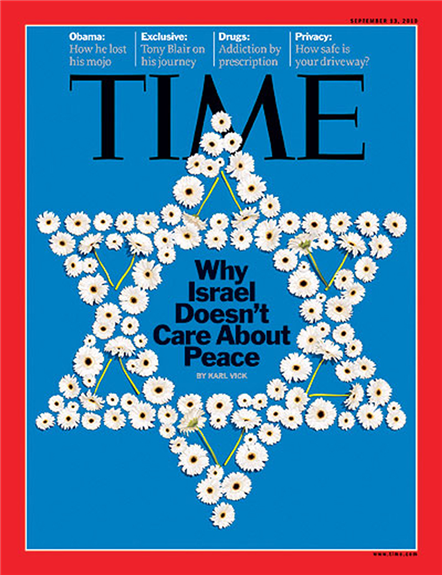 SEPTEMBER 13, 2010
Obama:
How he lost
his mojo
Exclusive:
Tony Blair on
his journey
Drugs:
Addiction by
prescription
Privacy:
How safe is
your driveway?
TIME
Why
Israel
Doesn't
Care About
Peace
BY KARL VICK
www.time.com